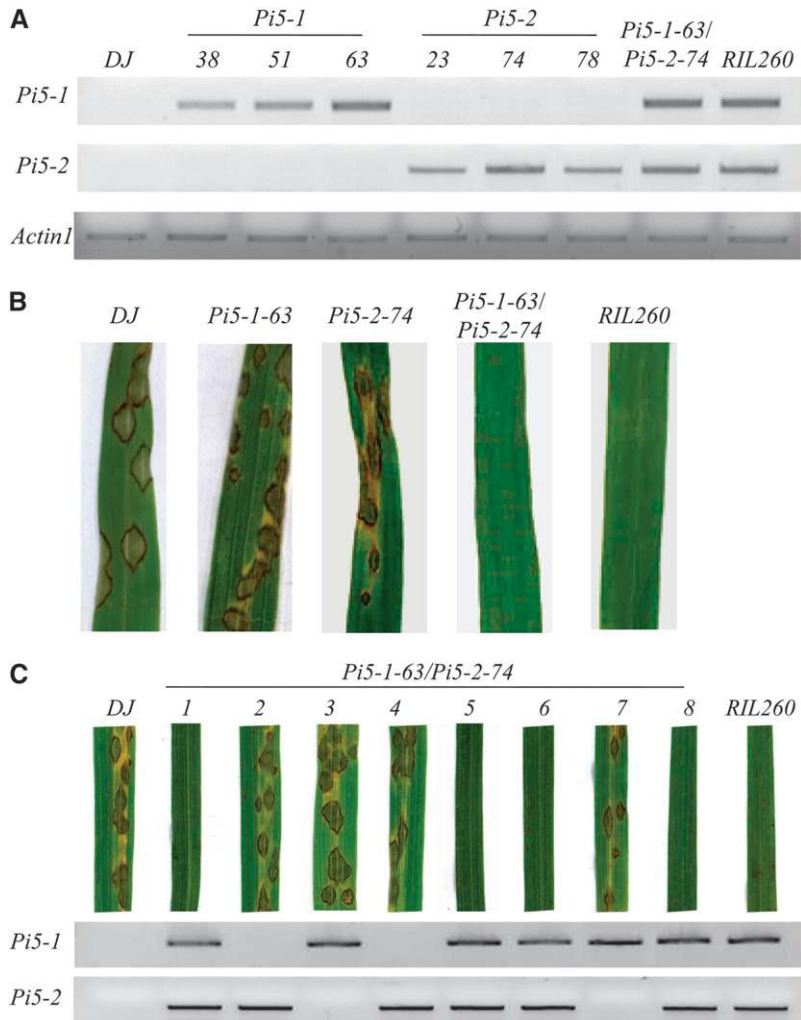 A
Pi5-1 Pi5-2 Pi5-1-63/
DJ 38 51 63 23 74 78 Pi5-2-74 RIL260
Pi5-1
Pi5-2
Actin1
B
DJ Pi5-1-63 Pi5-2-74 Pi5-1-63/ RIL260
Pi5-2-74
C
Pi5-1-63/Pi5-2-74
DJ 1 2 3 4 5 6 7 8 RIL260
Pi5-1
Pi5-2